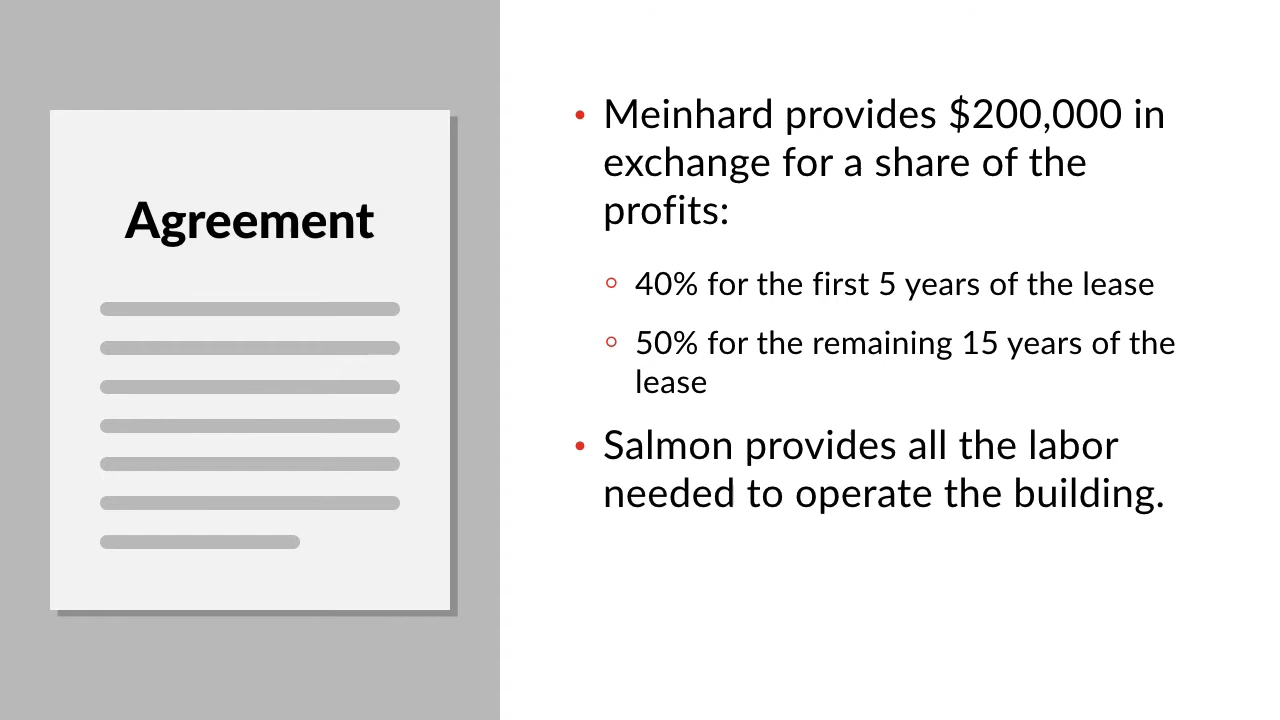 Agreement
• Meinhard provides $200,000 in
exchange for a share of the
profits:
○ 40% for the first 5 years of the lease
○ 50% for the remaining 15 years of the
lease
• Salmon provides all the labor
needed to operate the building.